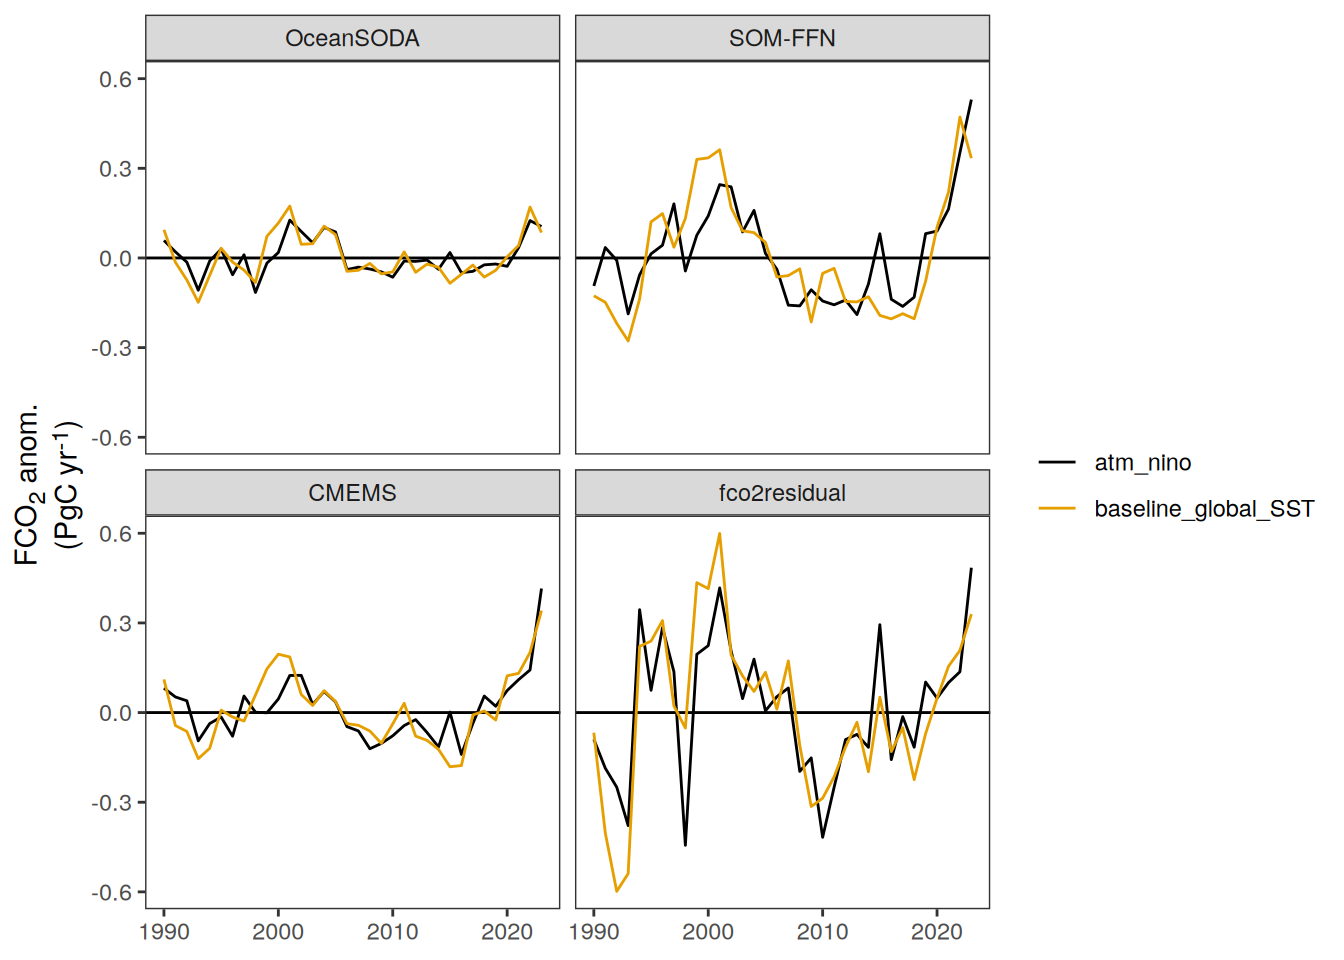 OceanSODA
SOM-FFN
0.6
0.3
0.0
-0.3
-0.6
CMEMS
fco2residual
0.6
0.3
0.0
-0.3
-0.6
1990 2000 2010 2020
1990 2000 2010 2020
FCO₂ anom.
(PgC yr⁻¹)
atm_nino
baseline_global_SST